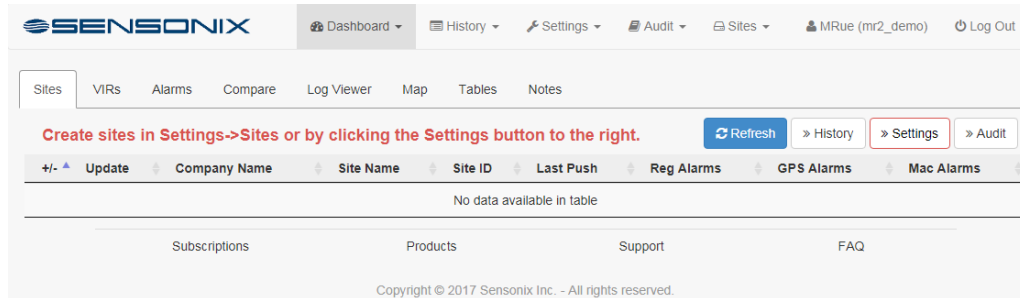 SENSONIX Dashboard History Settings Audit Sites MRue (mr2_demo) Log Out
Sites VIRs Alarms Compare Log Viewer Map Tables Notes
Create sites in Settings->Sites or by clicking the Settings button to the right. Refresh » History » Settings » Audit
+/- Update Company Name Site Name Site ID Last Push Reg Alarms GPS Alarms Mac Alarms
No data available in table
Subscriptions Products Support FAQ
Copyright © 2017 Sensonix Inc. - All rights reserved.